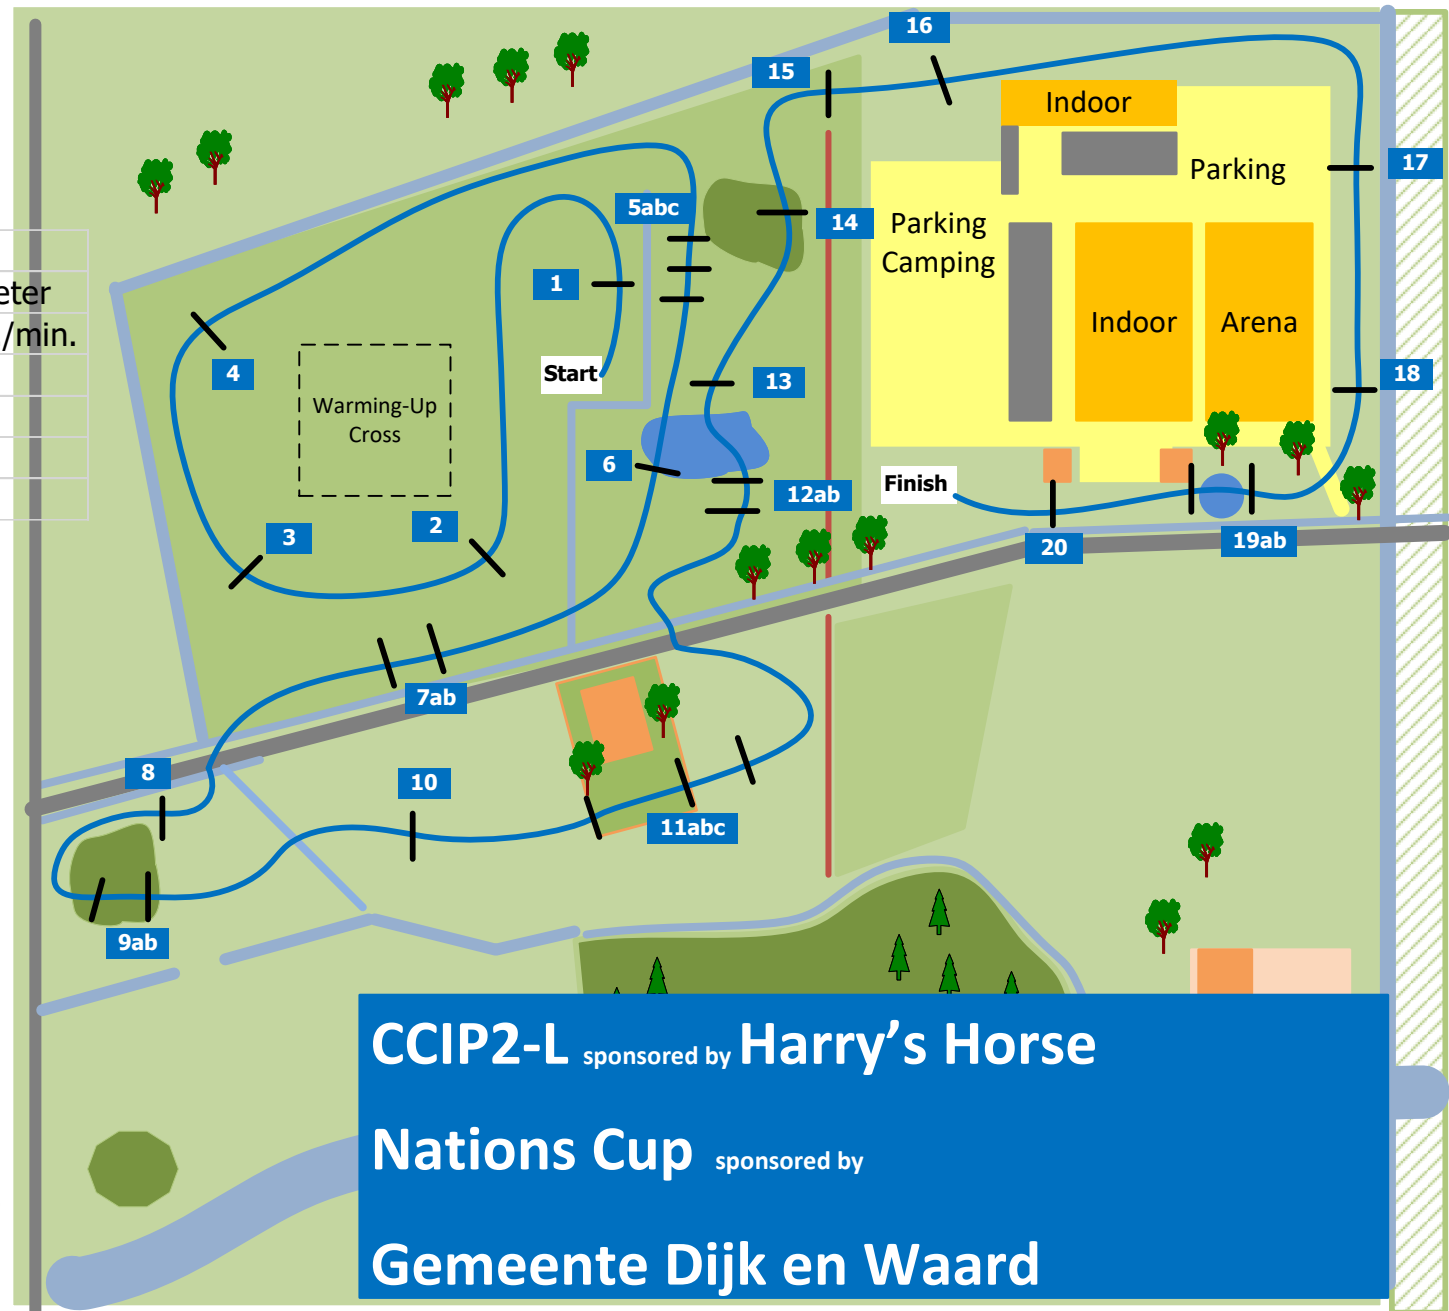 16
15
Indoor
17
Parking
5abc
14
Parking
Camping
1
eter
/min.
Indoor
Arena
4
Start
13
18
Warming-Up
Cross
6
Finish
12ab
2
3
20
19ab
7ab
8
10
11abc
9ab
CCIP2-L sponsored by Harry's Horse
Nations Cup sponsored by
Gemeente Dijk en Waard